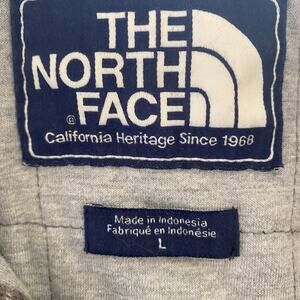 THE
NORTH
FACE
®
California Heritage Since 1968
Made in Indonesia
Fabriqué en Indonésie
L